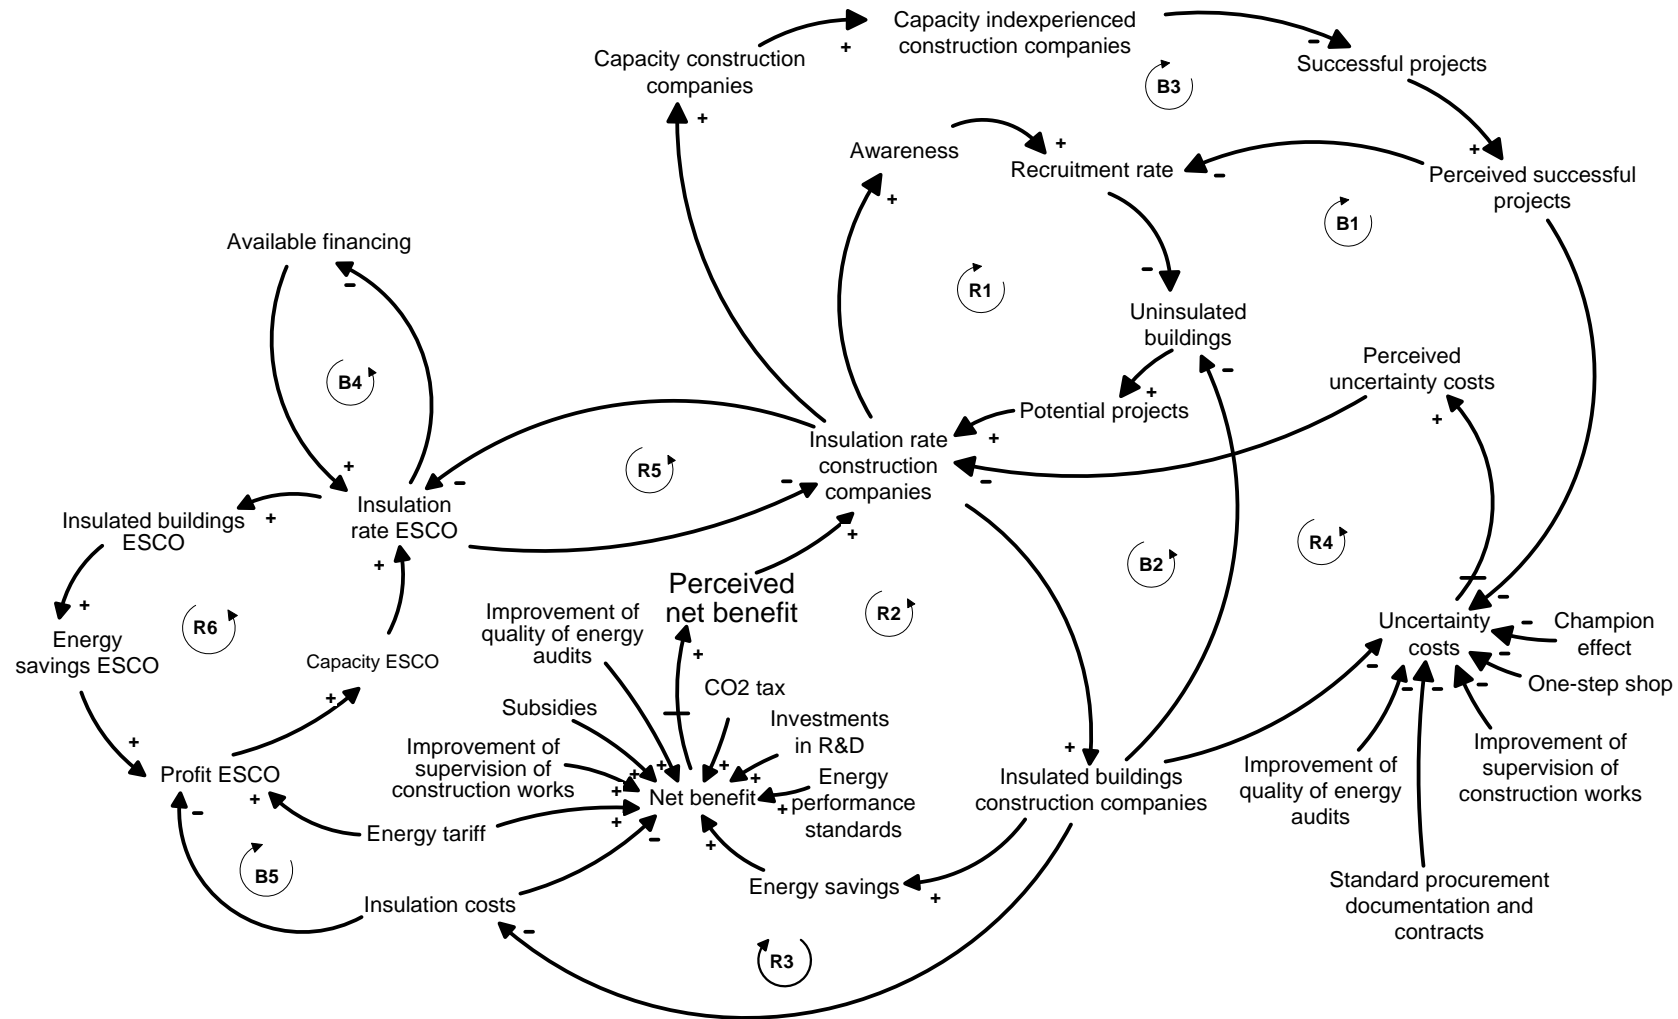 Capacity indexperienced
construction companies
+
-
Capacity construction
companies
Successful projects
B3
+
Awareness
+
Recruitment rate
-
+
Perceived successful
projects
+
B1
Available financing
-
R1
-
Uninsulated
buildings
-
+
Perceived
uncertainty costs
+
B4
Potential projects
+
Insulation rate
construction
companies
-
-
-
+
R5
Insulation
rate ESCO
+
Insulated buildings
ESCO
+
R4
B2
+
Perceived
net benefit
R2
+
Energy
savings ESCO
R6
Capacity ESCO
+
Improvement of
quality of energy
audits
+
-
Uncertainty
costs
-
Champion
effect
-
One-step shop
-
-
-
-
CO2 tax
Subsidies
Investments
in R&D
Improvement of
supervision of
construction works
+
+
+
+
+
+
Net benefit
Energy
performance
standards
+
Insulated buildings
construction companies
Improvement of
quality of energy
audits
Improvement of
supervision of
construction works
+
Profit ESCO
-
+
Energy tariff
+
-
+
B5
Energy savings
+
Insulation costs
-
Standard procurement
documentation and
contracts
R3